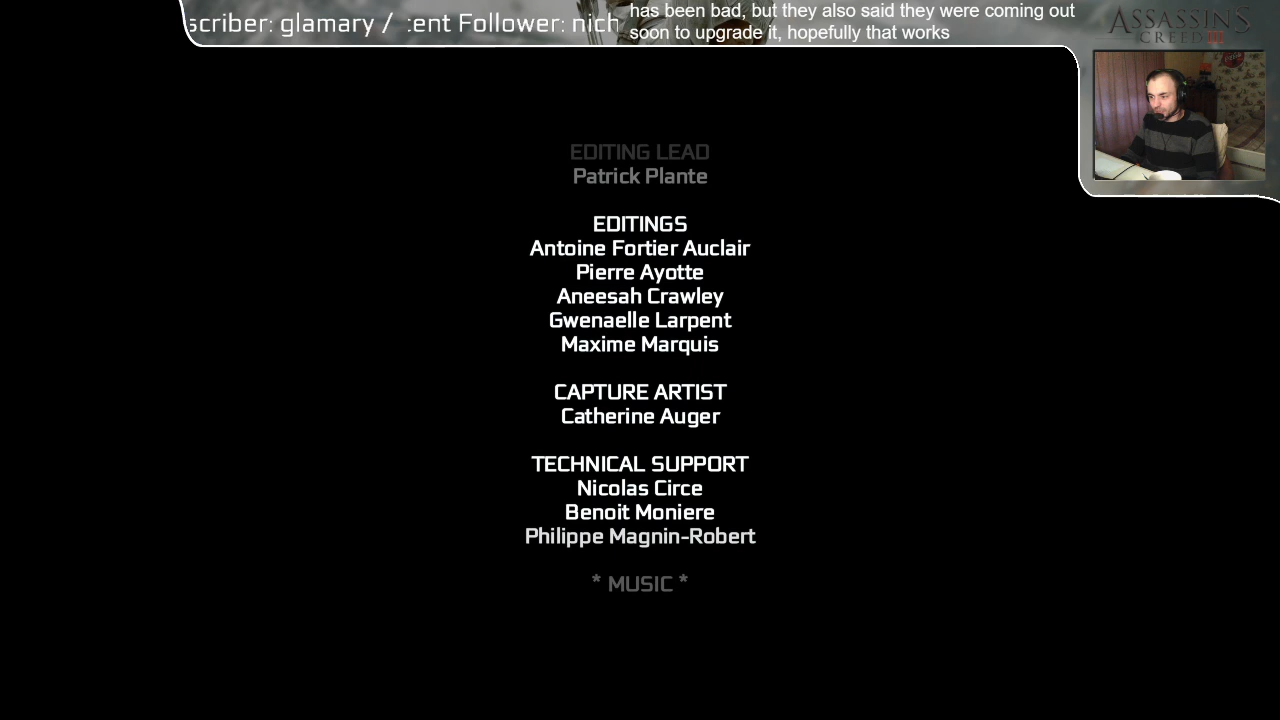 scriber: glamary /
ent Follower: nich
has been bad, but they also said they were coming out
soon to upgrade it, hopefully that works
ASSASSINS
CREED III
EDITING LEAD
Patrick Plante
EDITINGS
Antoine Fortier Auclair
Pierre Ayotte
Aneesah Crawley
Gwenaelle Larpent
Maxime Marquis
CAPTURE ARTIST
Catherine Auger
TECHNICAL SUPPORT
Nicolas Circe
Benoit Moniere
Philippe Magnin-Robert
* MUSIC *